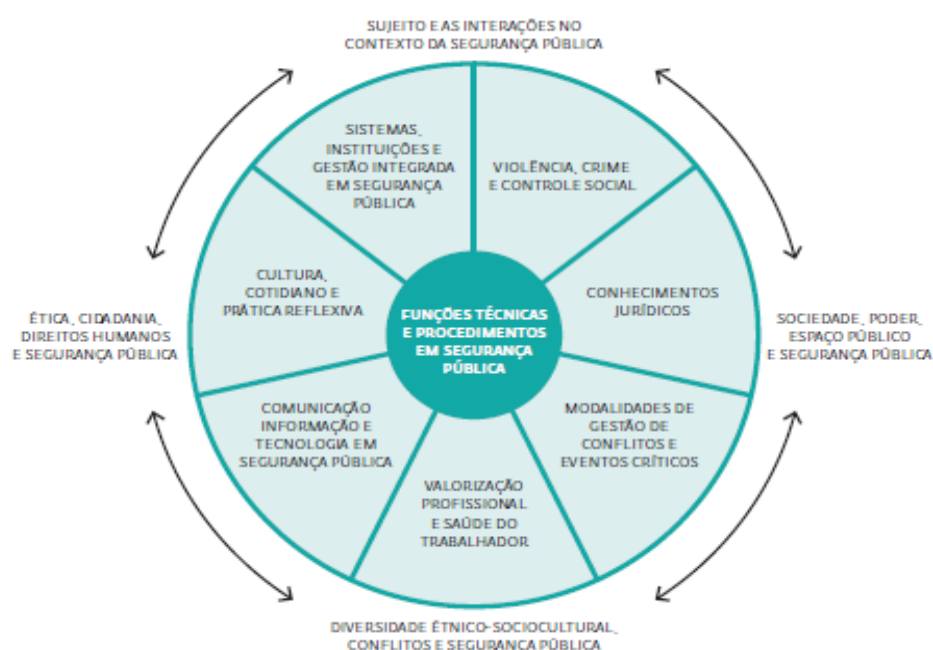 SUJEITO E AS INTERAÇÕES NO
CONTEXTO DA SEGURANÇA PÚBLICA
SISTEMAS,
INSTITUIÇÕES E
GESTÃO INTEGRADA
EM SEGURANÇA
PÚBLICA
VIOLÊNCIA, CRIME
E CONTROLE SOCIAL
CULTURA,
COTIDIANO E
PRÁTICA REFLEXIVA
CONHECIMENTOS
JURÍDICOS
FUNÇÕES TÉCNICAS
E PROCEDIMENTOS
EM SEGURANÇA
PÚBLICA
ÉTICA, CIDADANIA,
DIREITOS HUMANOS
E SEGURANÇA PÚBLICA
SOCIEDADE, PODER,
ESPAÇO PÚBLICO
E SEGURANÇA PÚBLICA
COMUNICAÇÃO
INFORMAÇÃO E
TECNOLOGIA EM
SEGURANÇA PÚBLICA
MODALIDADES DE
GESTÃO DE
CONFLITOS E
EVENTOS CRÍTICOS
VALORIZAÇÃO
PROFISSIONAL
E SAÚDE DO
TRABALHADOR
DIVERSIDADE ÉTNICO-SOCIOCULTURAL,
CONFLITOS E SEGURANÇA PÚBLICA